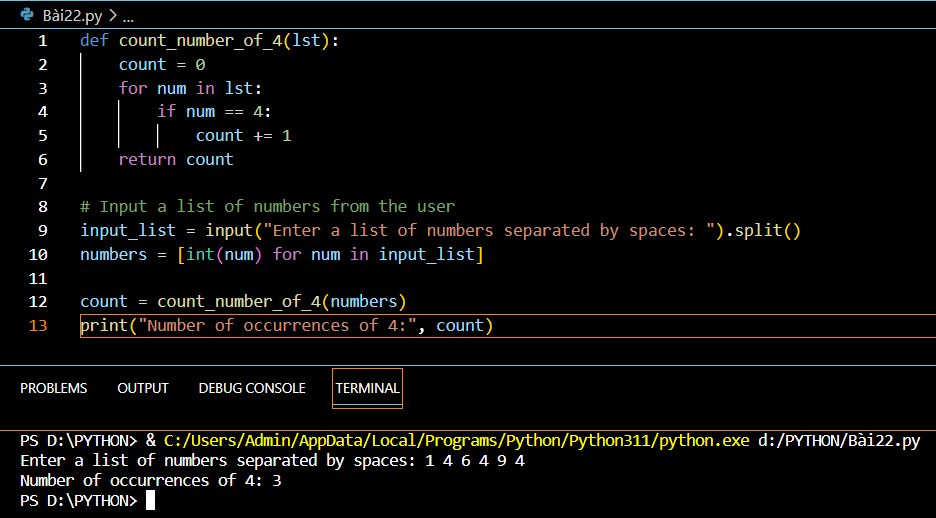 Bài22.py > ...
1 def count_number_of_4(lst):
2     count = 0
3     for num in lst:
4         if num == 4:
5             count += 1
6     return count
7
8 # Input a list of numbers from the user
9 input_list = input("Enter a list of numbers separated by spaces: ").split()
10 numbers = [int(num) for num in input_list]
11
12 count = count_number_of_4(numbers)
13 print("Number of occurrences of 4:", count)
PROBLEMS OUTPUT DEBUG CONSOLE TERMINAL
PS D:\PYTHON> & C:/Users/Admin/AppData/Local/Programs/Python/Python311/python.exe d:/PYTHON/Bài22.py
Enter a list of numbers separated by spaces: 1 4 6 4 9 4
Number of occurrences of 4: 3
PS D:\PYTHON>